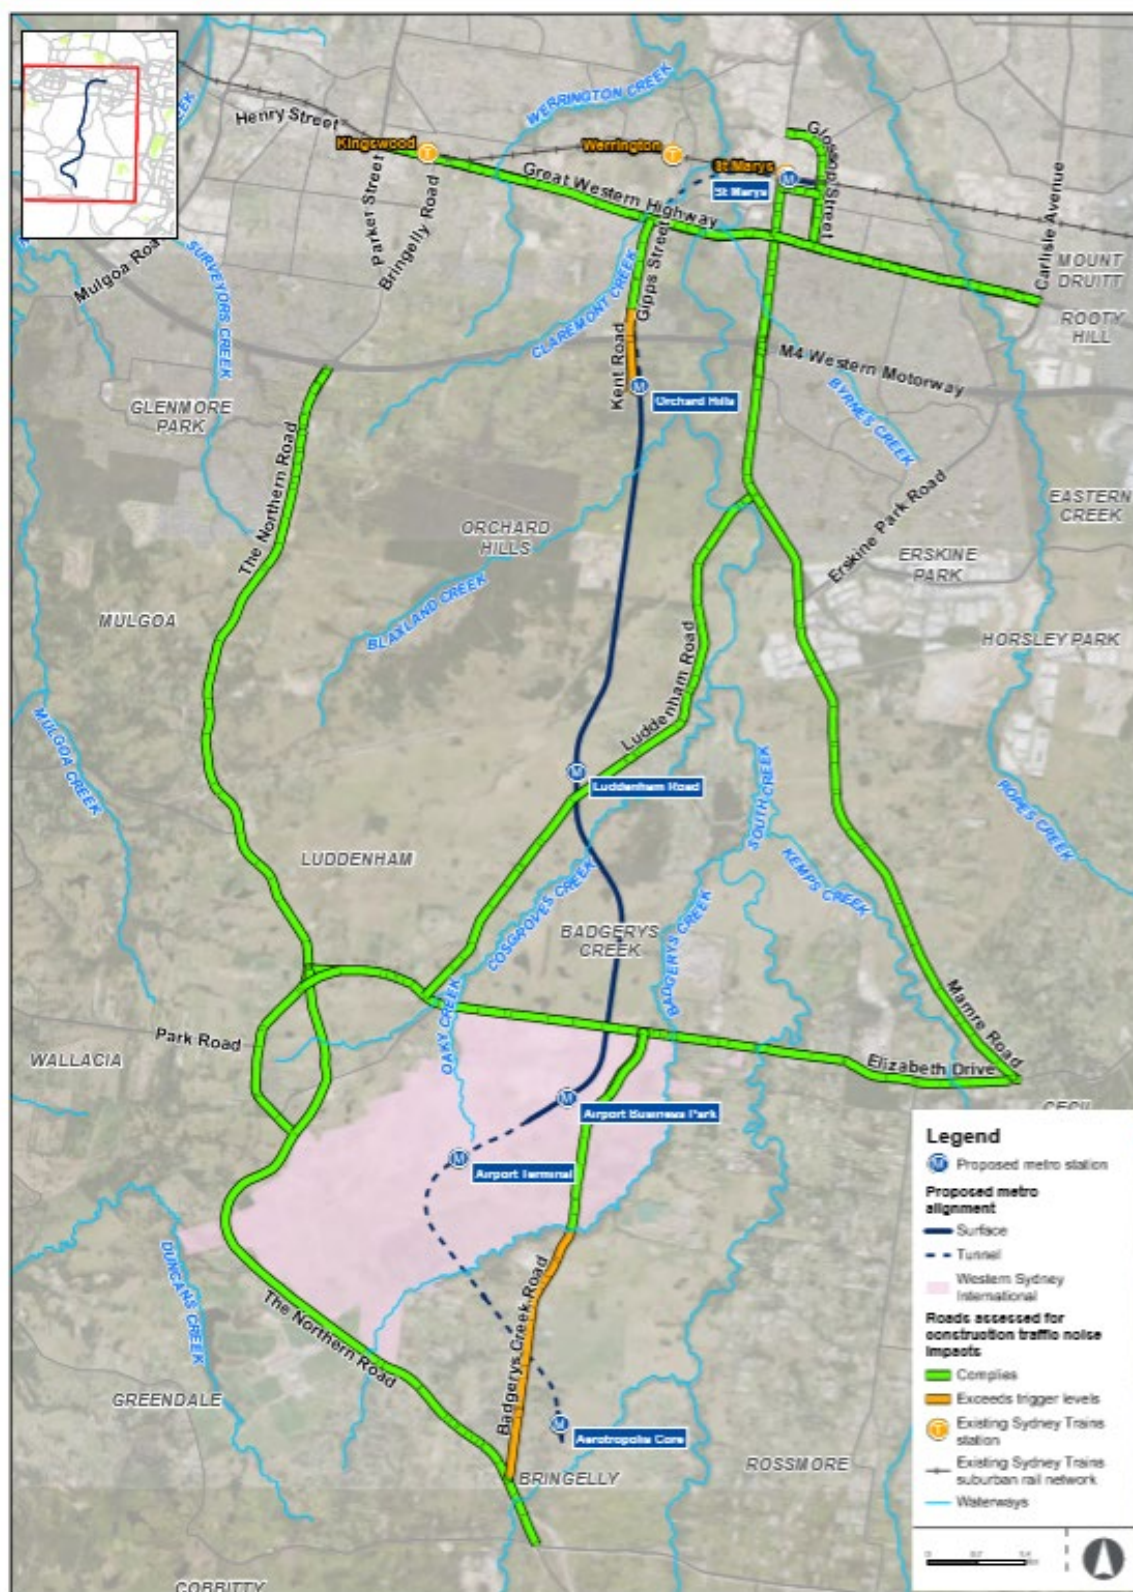 WERRINGTON CREEK
Henry Street
Glossop Street
Kingswood
Werrington
St Marys
St Marys
Great Western Highway
Parker Street
Bringelly Road
Carlisle Avenue
MOUNT
DRUITT
Mulgoa Roa
SURVEYORS CREEK
CLAREMONT CREEK
Gipps Street
ROOTY
HILL
Kent Road
M4 Western Motorway
Orchard Hills
BYRNES CREEK
GLENMORE
PARK
The Northern Road
ORCHARD
HILLS
Erskine Park Road
EASTERN
CREEK
ERSKINE
PARK
BLAXLAND CREEK
MULGOA
HORSLEY PARK
Luddenham Road
MULGOA CREEK
Luddenham Road
SOUTH CREEK
ROPES CREEK
LUDDENHAM
KEMPS CREEK
COSGROVES CREEK
BADGERYS
CREEK
BADGERYS CREEK
OAKY CREEK
Mamre Road
Park Road
WALLACIA
Elizabeth Drive
Airport Business Park
CECIL
Airport Terminal
DUNCANS CREEK
The Northern Road
Badgerys Creek Road
GREENDALE
Aerotropolis Core
BRINGELLY
ROSSMORE
COBBITTY
Legend
M Proposed metro station
Proposed metro
alignment
Surface
Tunnel
Western Sydney
International
Roads assessed for
construction traffic noise
impacts
Complies
Exceeds trigger levels
T Existing Sydney Trains
station
Existing Sydney Trains
suburban rail network
Waterways